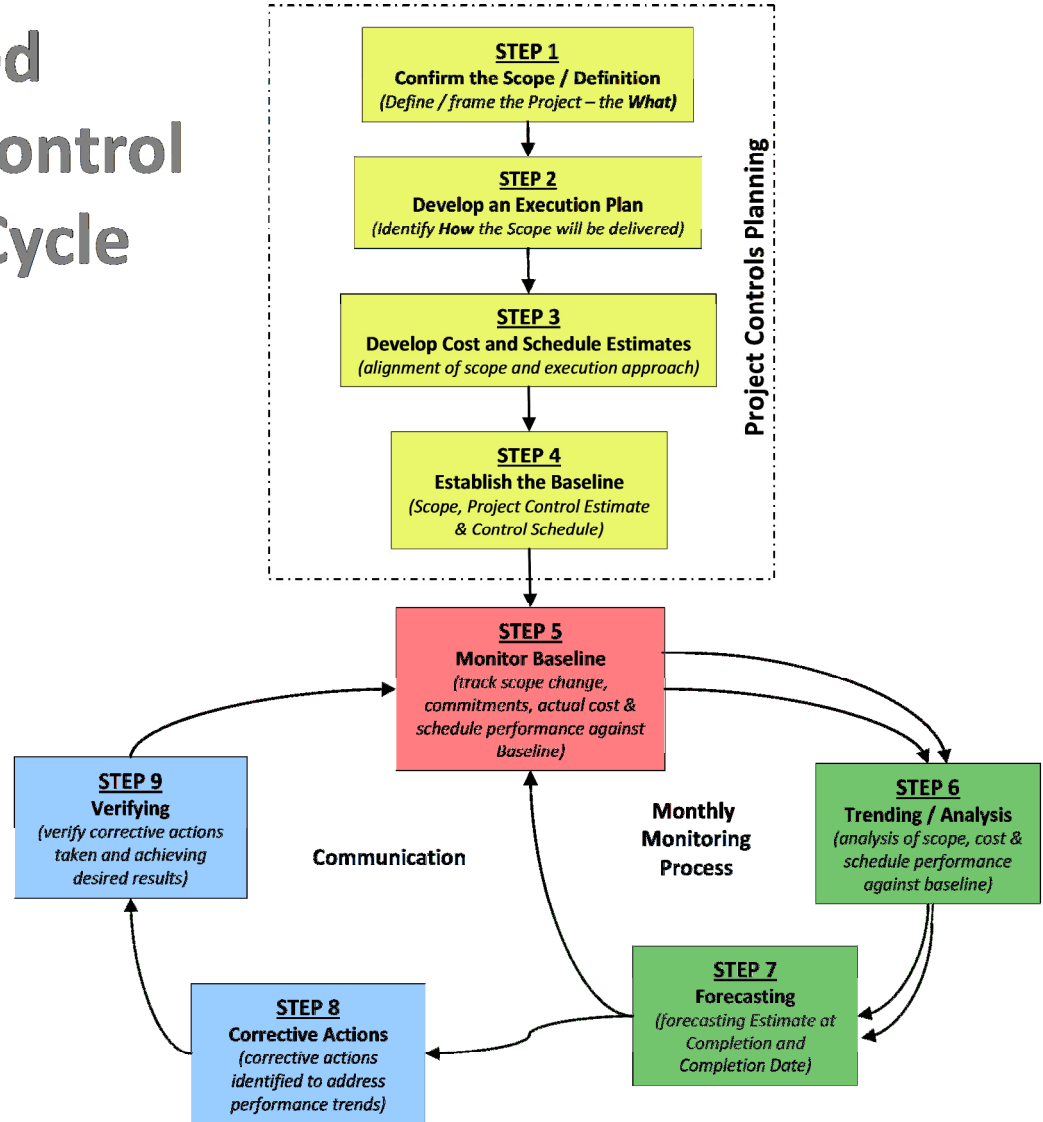 ed
ontrol
Cycle
STEP 1
Confirm the Scope / Definition
(Define / frame the Project – the What)
STEP 2
Develop an Execution Plan
(Identify How the Scope will be delivered)
STEP 3
Develop Cost and Schedule Estimates
(alignment of scope and execution approach)
STEP 4
Establish the Baseline
(Scope, Project Control Estimate
& Control Schedule)
Project Controls Planning
STEP 5
Monitor Baseline
(track scope change,
commitments, actual cost &
schedule performance against
Baseline)
STEP 6
Trending / Analysis
(analysis of scope, cost &
schedule performance
against baseline)
Monthly
Monitoring
Process
STEP 7
Forecasting
(forecasting Estimate at
Completion and
Completion Date)
STEP 8
Corrective Actions
(corrective actions
identified to address
performance trends)
STEP 9
Verifying
(verify corrective actions
taken and achieving
desired results)
Communication